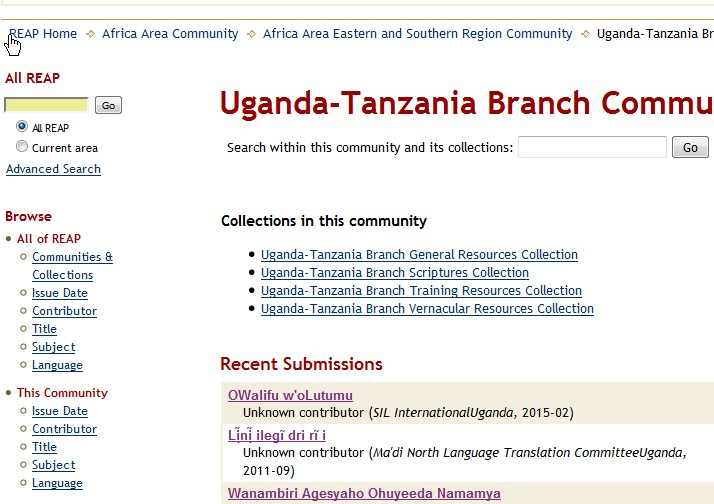 REAP Home Africa Area Community Africa Area Eastern and Southern Region Community Uganda-Tanzania Br
All REAP
Go
All REAP
Current area
Advanced Search
Uganda-Tanzania Branch Commu
Search within this community and its collections: Go
Browse
All of REAP
Communities &
Collections
Issue Date
Contributor
Title
Subject
Language
This Community
Issue Date
Contributor
Title
Subject
Language
Collections in this community
Uganda-Tanzania Branch General Resources Collection
Uganda-Tanzania Branch Scriptures Collection
Uganda-Tanzania Branch Training Resources Collection
Uganda-Tanzania Branch Vernacular Resources Collection
Recent Submissions
OWalifu w'oLutumu
Unknown contributor (SIL InternationalUganda, 2015-02)
ilegĩ dri rĩ i
Unknown contributor (Ma'di North Language Translation CommitteeUganda,
2011-09)
Wanambiri Agesyaho Ohuyeeda Namamya